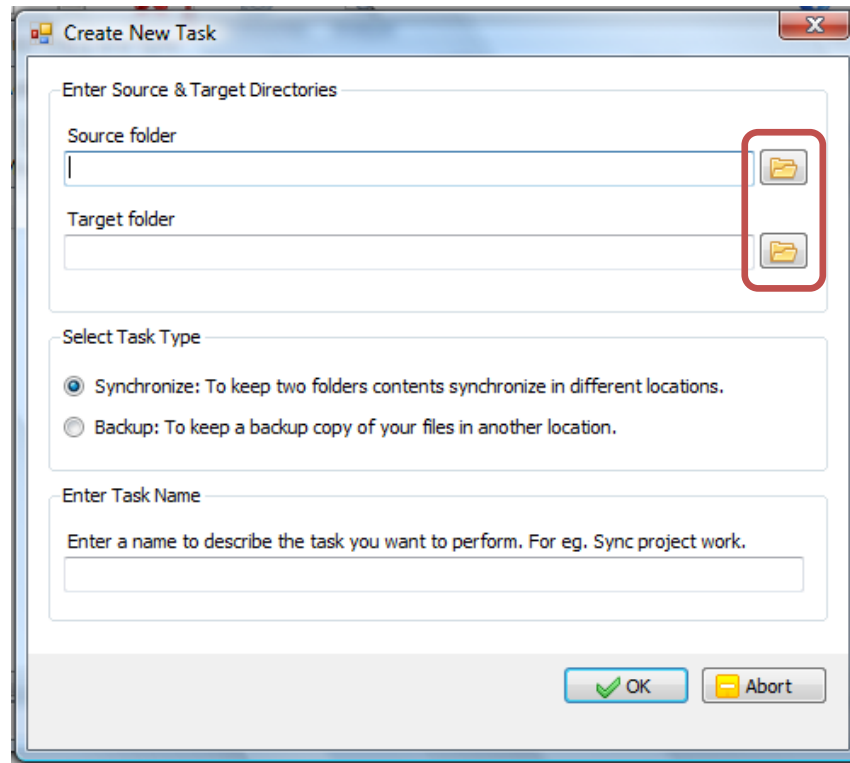 Create New Task
Enter Source & Target Directories
Source folder
Target folder
Select Task Type
Synchronize: To keep two folders contents synchronize in different locations.
Backup: To keep a backup copy of your files in another location.
Enter Task Name
Enter a name to describe the task you want to perform. For eg. Sync project work.
OK
Abort